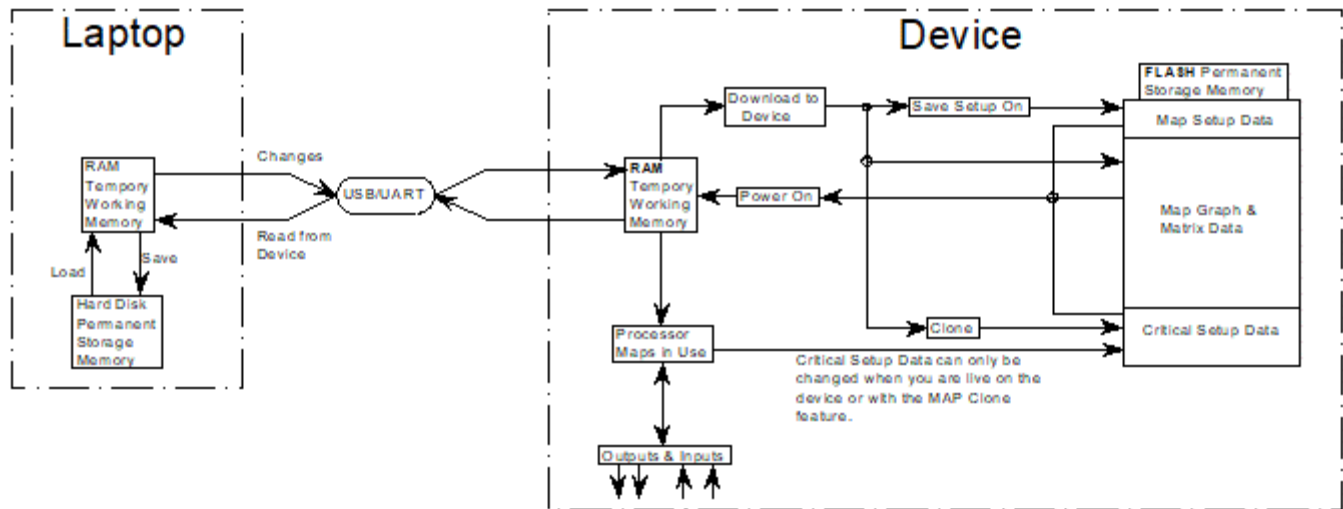 Laptop
Device
FLASH Permanent
Storage Memory
Download to
Device
Save Setup On
Map Setup Data
Changes
RAM
Tempory
Working
Memory
USB/UART
RAM
Tempory
Working
Memory
Power On
Map Graph &
Matrix Data
Read from
Device
Load
Save
Hard Disk
Permanent
Storage
Memory
Processor
Maps in Use
Clone
Critical Setup Data
Critical Setup Data can only be
changed when you are live on the
device or with the MAP Clone
feature.
Outputs & Inputs